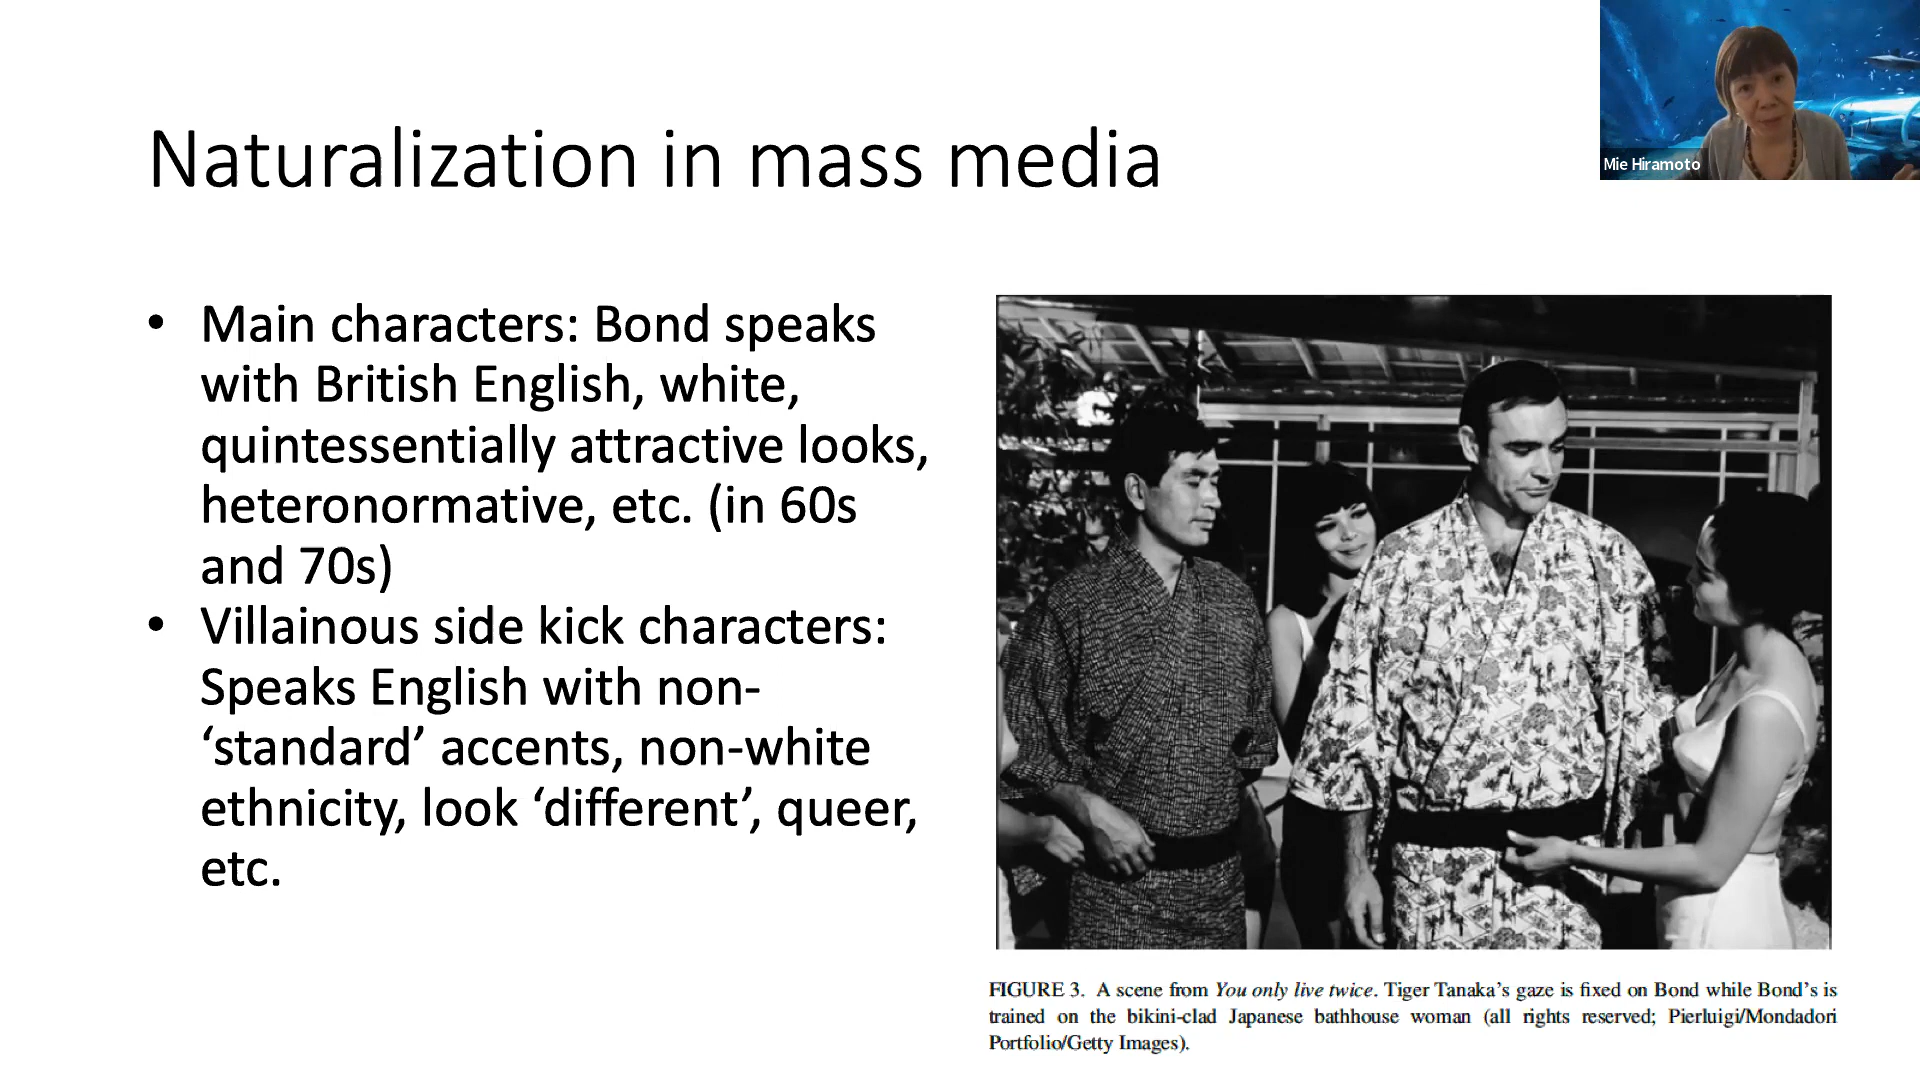 Naturalization in mass media
Mie Hiramoto
• Main characters: Bond speaks
with British English, white,
quintessentially attractive looks,
heteronormative, etc. (in 60s
and 70s)
• Villainous side kick characters:
Speaks English with non-
‘standard’ accents, non-white
ethnicity, look ‘different’, queer,
etc.
FIGURE 3. A scene from You only live twice. Tiger Tanaka’s gaze is fixed on Bond while Bond’s is
trained on the bikini-clad Japanese bathhouse woman (all rights reserved; Pierluigi/Mondadori
Portfolio/Getty Images).